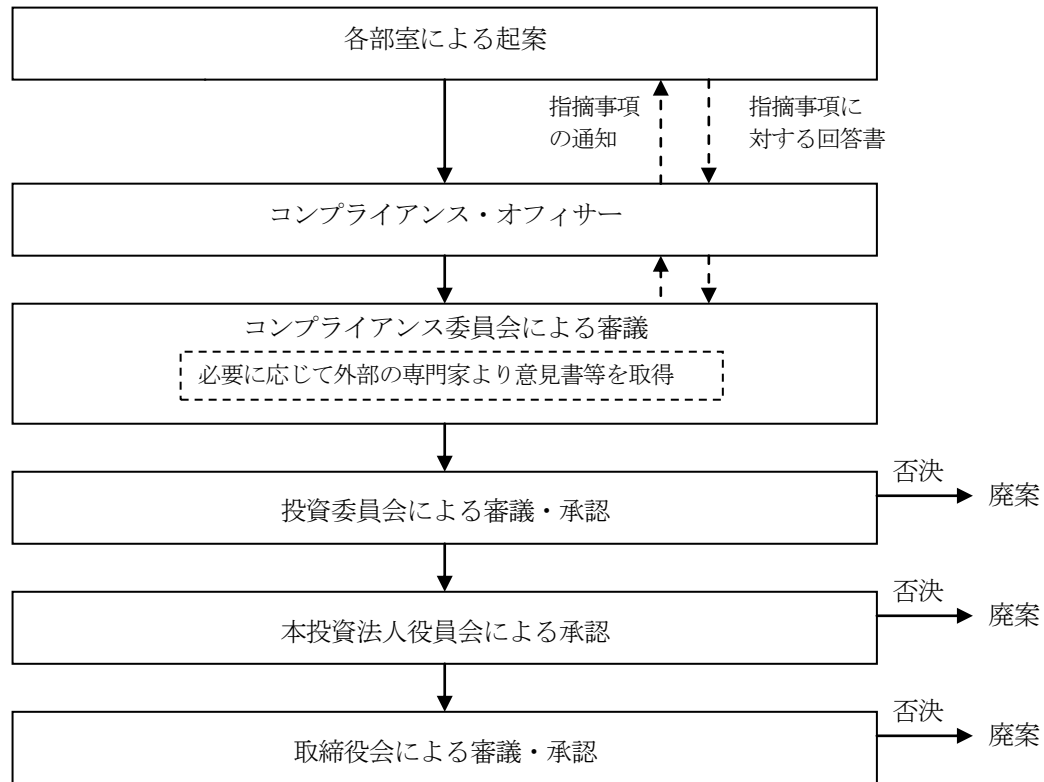 各部室による起案
指摘事項
の通知
指摘事項に
対する回答書
コンプライアンス・オフィサー
コンプライアンス委員会による審議
必要に応じて外部の専門家より意見書等を取得
投資委員会による審議・承認
否決
廃案
本投資法人役員会による承認
否決
廃案
取締役会による審議・承認
否決
廃案